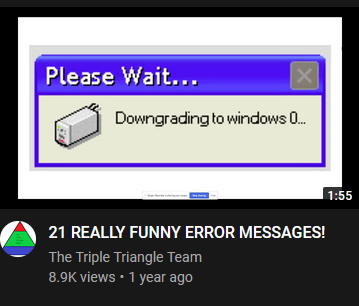 Please Wait...
Downgrading to windows 0...
1:55
21 REALLY FUNNY ERROR MESSAGES!
The Triple Triangle Team
8.9K views • 1 year ago